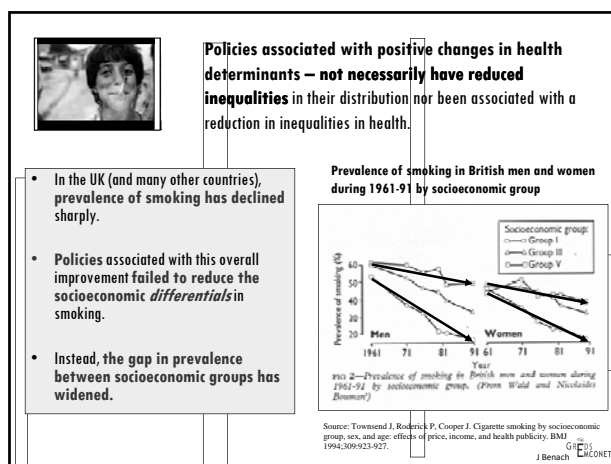 Policies associated with positive changes in health
determinants – not necessarily have reduced
inequalities in their distribution nor been associated with a
reduction in inequalities in health.
• In the UK (and many other countries),
prevalence of smoking has declined
sharply.
• Policies associated with this overall
improvement failed to reduce the
socioeconomic differentials in
smoking.
• Instead, the gap in prevalence
between socioeconomic groups has
widened.
Prevalence of smoking in British men and women
during 1961-91 by socioeconomic group
Socioeconomic group:
Group I
Group III
Group V
Prevalence of smoking (%)
60
50
40
30
20
Men
Women
1961 71 81 91 61 71 81 91
Year
FIG 2—Prevalence of smoking in British men and women during
1961-91 by socioeconomic group. (From Wald and Nicolaides
Bouman)
Source: Townsend J, Roderick P, Cooper J. Cigarette smoking by socioeconomic
group, sex, and age: effects of price, income, and health publicity. BMJ
1994;309:923-927.
GREDS
EMCONET
J Benach